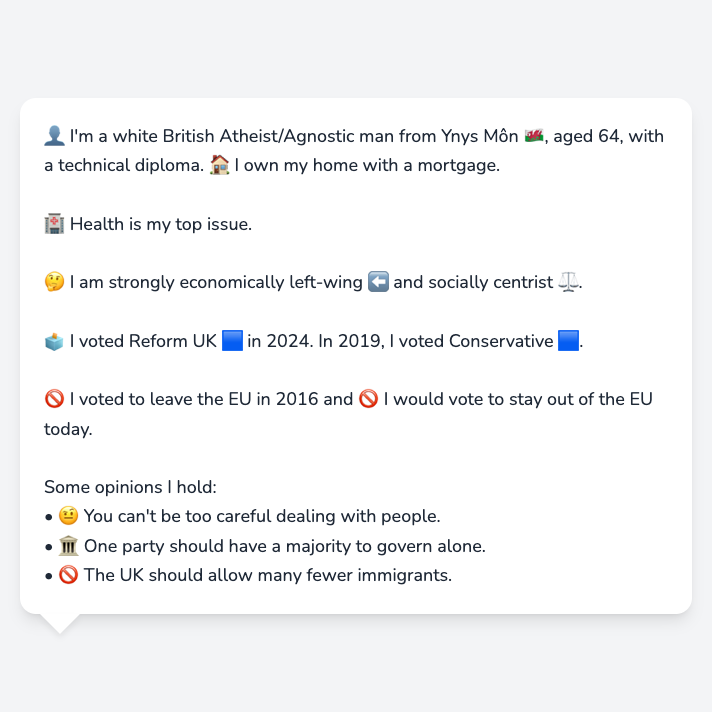 👤 I'm a white British Atheist/Agnostic man from Ynys Môn 🏴󠁧󠁢󠁷󠁬󠁳󠁿, aged 64, with
a technical diploma. 🏠 I own my home with a mortgage.
🏥 Health is my top issue.
🤔 I am strongly economically left-wing ⬅️ and socially centrist ⚖️.
🗳️ I voted Reform UK 🟦 in 2024. In 2019, I voted Conservative 🟦.
🚫 I voted to leave the EU in 2016 and 🚫 I would vote to stay out of the EU
today.
Some opinions I hold:
• 🤨 You can't be too careful dealing with people.
• 🏛️ One party should have a majority to govern alone.
• 🚫 The UK should allow many fewer immigrants.